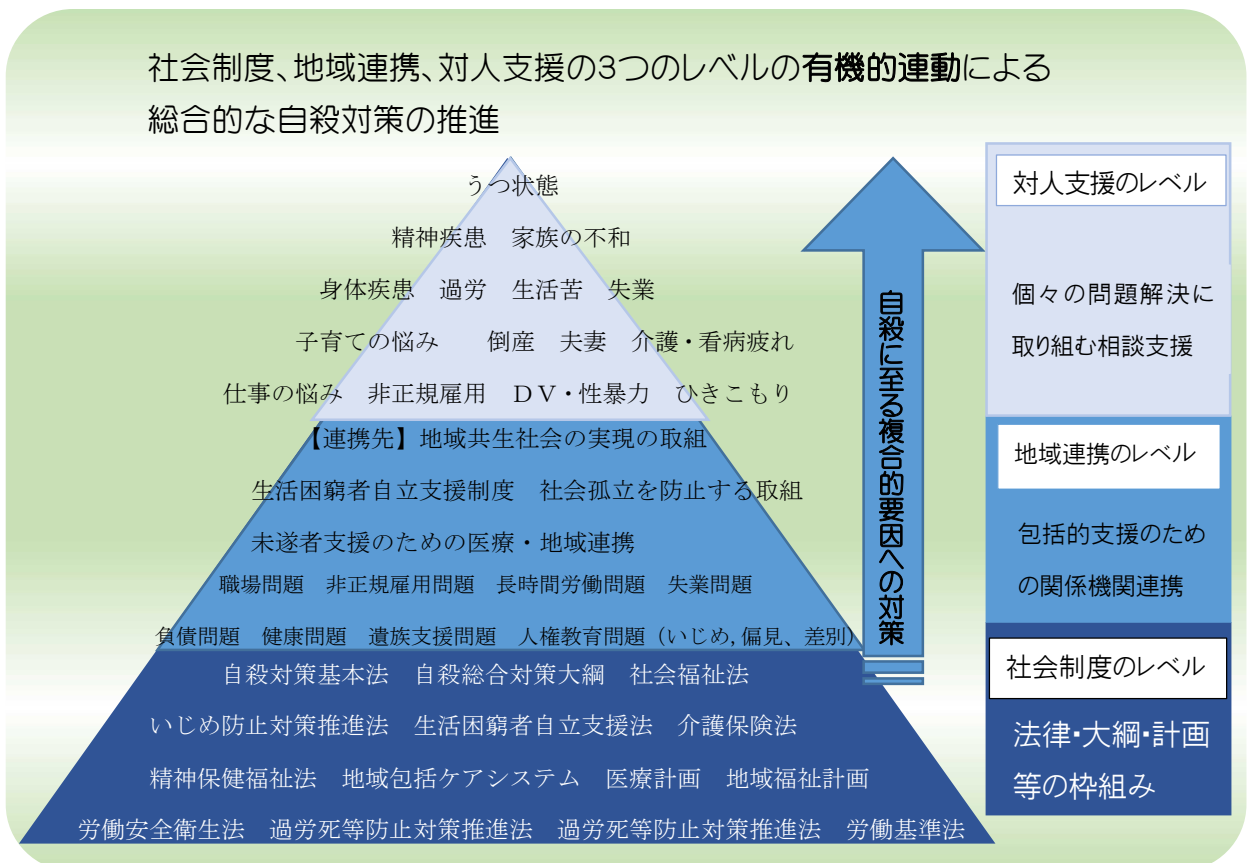 社会制度、地域連携、対人支援の3つのレベルの有機的連動による
総合的な自殺対策の推進
うつ状態
精神疾患　家族の不和
身体疾患　過労　生活苦　失業
子育ての悩み　　倒産　夫妻　介護・看病疲れ
仕事の悩み　非正規雇用　ＤＶ・性暴力　ひきこもり
【連携先】地域共生社会の実現の取組
生活困窮者自立支援制度　社会孤立を防止する取組
未遂者支援のための医療・地域連携
職場問題　非正規雇用問題　長時間労働問題　失業問題
負債問題　健康問題　遺族支援問題　人権教育問題（いじめ,偏見、差別）
自殺対策基本法　自殺総合対策大綱　社会福祉法
いじめ防止対策推進法　生活困窮者自立支援法　介護保険法
精神保健福祉法　地域包括ケアシステム　医療計画　地域福祉計画
労働安全衛生法　過労死等防止対策推進法　過労死等防止対策推進法　労働基準法
自殺に至る複合的要因への対策
対人支援のレベル
個々の問題解決に
取り組む相談支援
地域連携のレベル
包括的支援のため
の関係機関連携
社会制度のレベル
法律・大綱・計画
等の枠組み